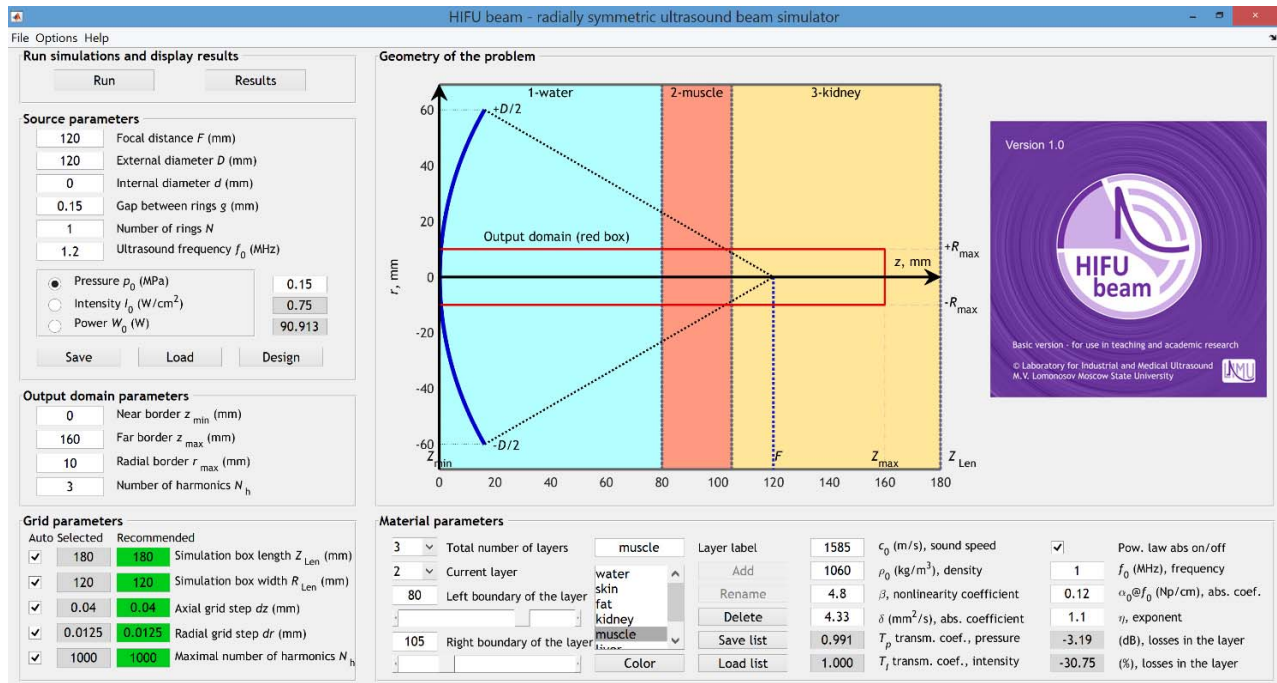 HIFU beam - radially symmetric ultrasound beam simulator
File Options Help
Run simulations and display results
Run Results
Source parameters
120 Focal distance F (mm)
120 External diameter D (mm)
0 Internal diameter d (mm)
0.15 Gap between rings g (mm)
1 Number of rings N
1.2 Ultrasound frequency f0 (MHz)
Pressure p0 (MPa) 0.15
Intensity I0 (W/cm2) 0.75
Power W0 (W) 90.913
Save Load Design
Output domain parameters
0 Near border z min (mm)
160 Far border z max (mm)
10 Radial border r max (mm)
3 Number of harmonics N h
Grid parameters
Auto Selected Recommended
180 180 Simulation box length Z Len (mm)
120 120 Simulation box width R Len (mm)
0.04 0.04 Axial grid step dz (mm)
0.0125 0.0125 Radial grid step dr (mm)
1000 1000 Maximal number of harmonics N h
Geometry of the problem
1-water 2-muscle 3-kidney
+D/2
60
40
20
0
-20
-40
-60
r, mm
Output domain (red box)
z, mm
+R max
-R max
-D/2
Z min F Z max Z Len
0 20 40 60 80 100 120 140 160 180
Version 1.0
HIFU
beam
Basic version - for use in teaching and academic research
© Laboratory for Industrial and Medical Ultrasound
M.V. Lomonosov Moscow State University
Material parameters
3 Total number of layers
2 Current layer
80 Left boundary of the layer
105 Right boundary of the layer
muscle Layer label
water
skin
fat
kidney
muscle
liver
Color
Add
Rename
Delete
Save list
Load list
1585 c0 (m/s), sound speed
1060 ρ0 (kg/m3), density
4.8 β, nonlinearity coefficient
4.33 δ (mm2/s), abs. coefficient
0.991 Tp transm. coef., pressure
1.000 TI transm. coef., intensity
Pow. law abs on/off
1 f0 (MHz), frequency
0.12 α0@f0 (Np/cm), abs. coef.
1.1 η, exponent
-3.19 (dB), losses in the layer
-30.75 (%), losses in the layer